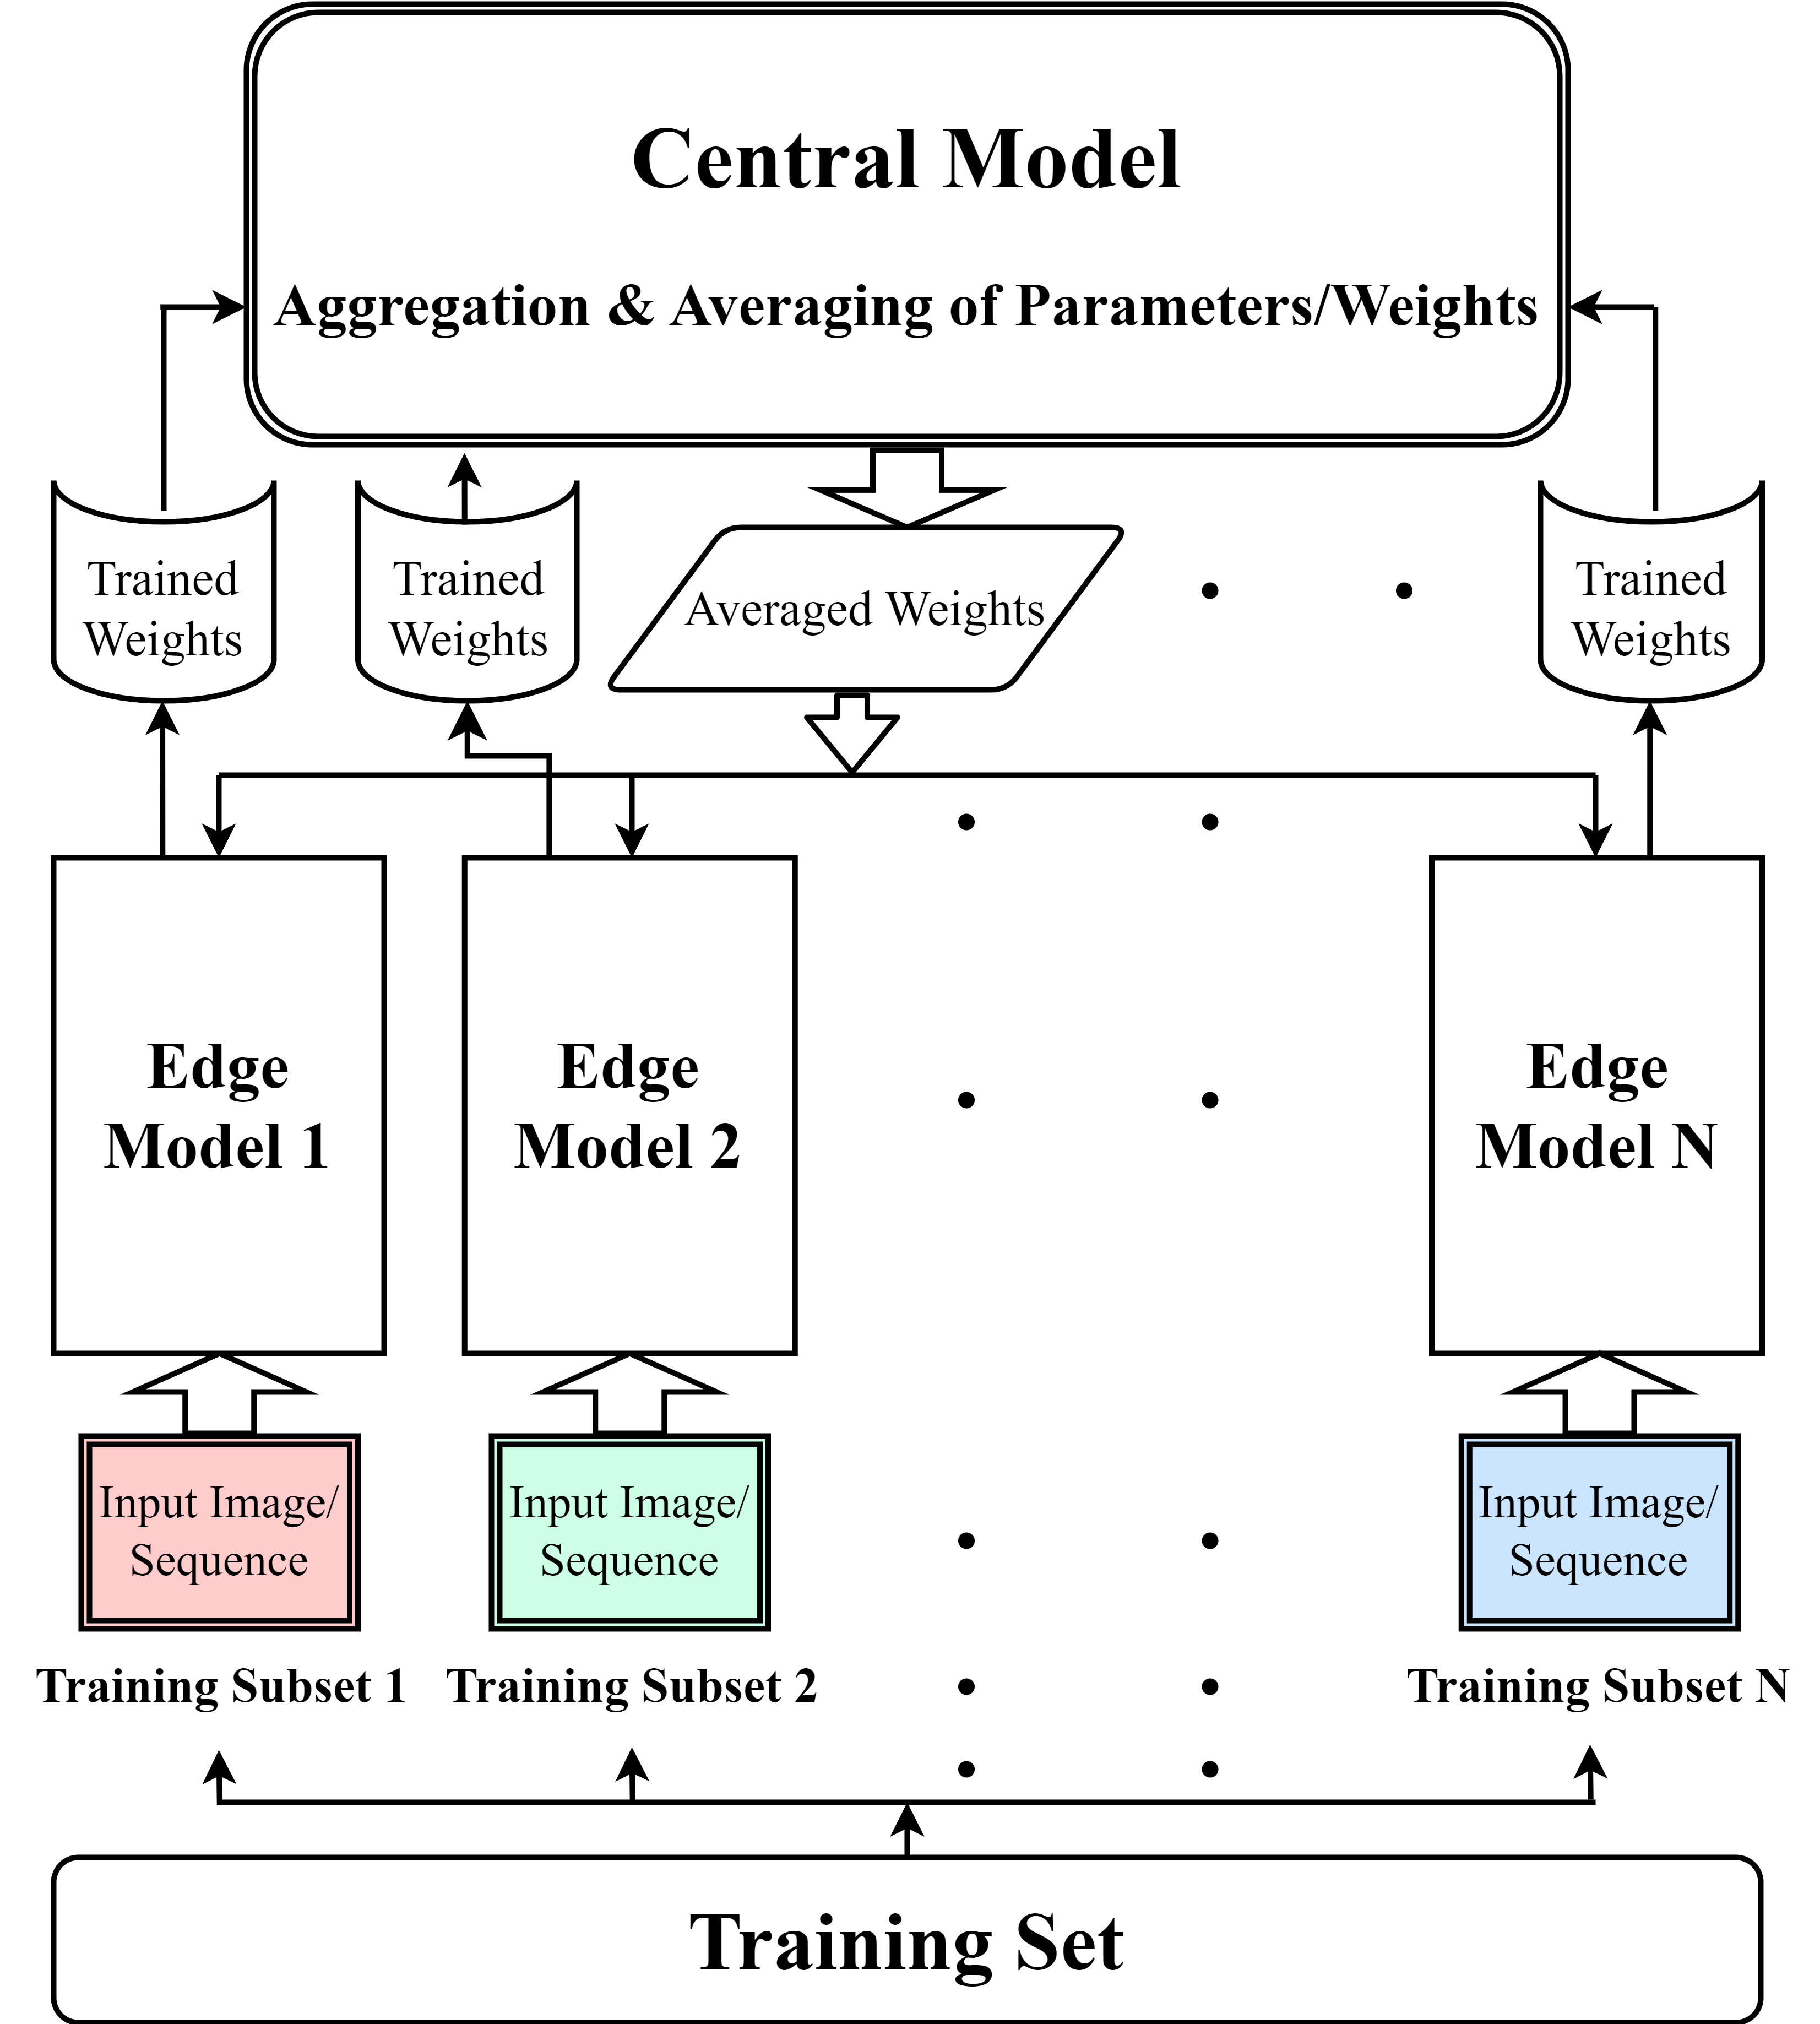 Central Model
Aggregation & Averaging of Parameters/Weights
Trained
Weights
Trained
Weights
Averaged Weights
Trained
Weights
Edge
Model 1
Edge
Model 2
Edge
Model N
Input Image/
Sequence
Input Image/
Sequence
Input Image/
Sequence
Training Subset 1
Training Subset 2
Training Subset N
Training Set